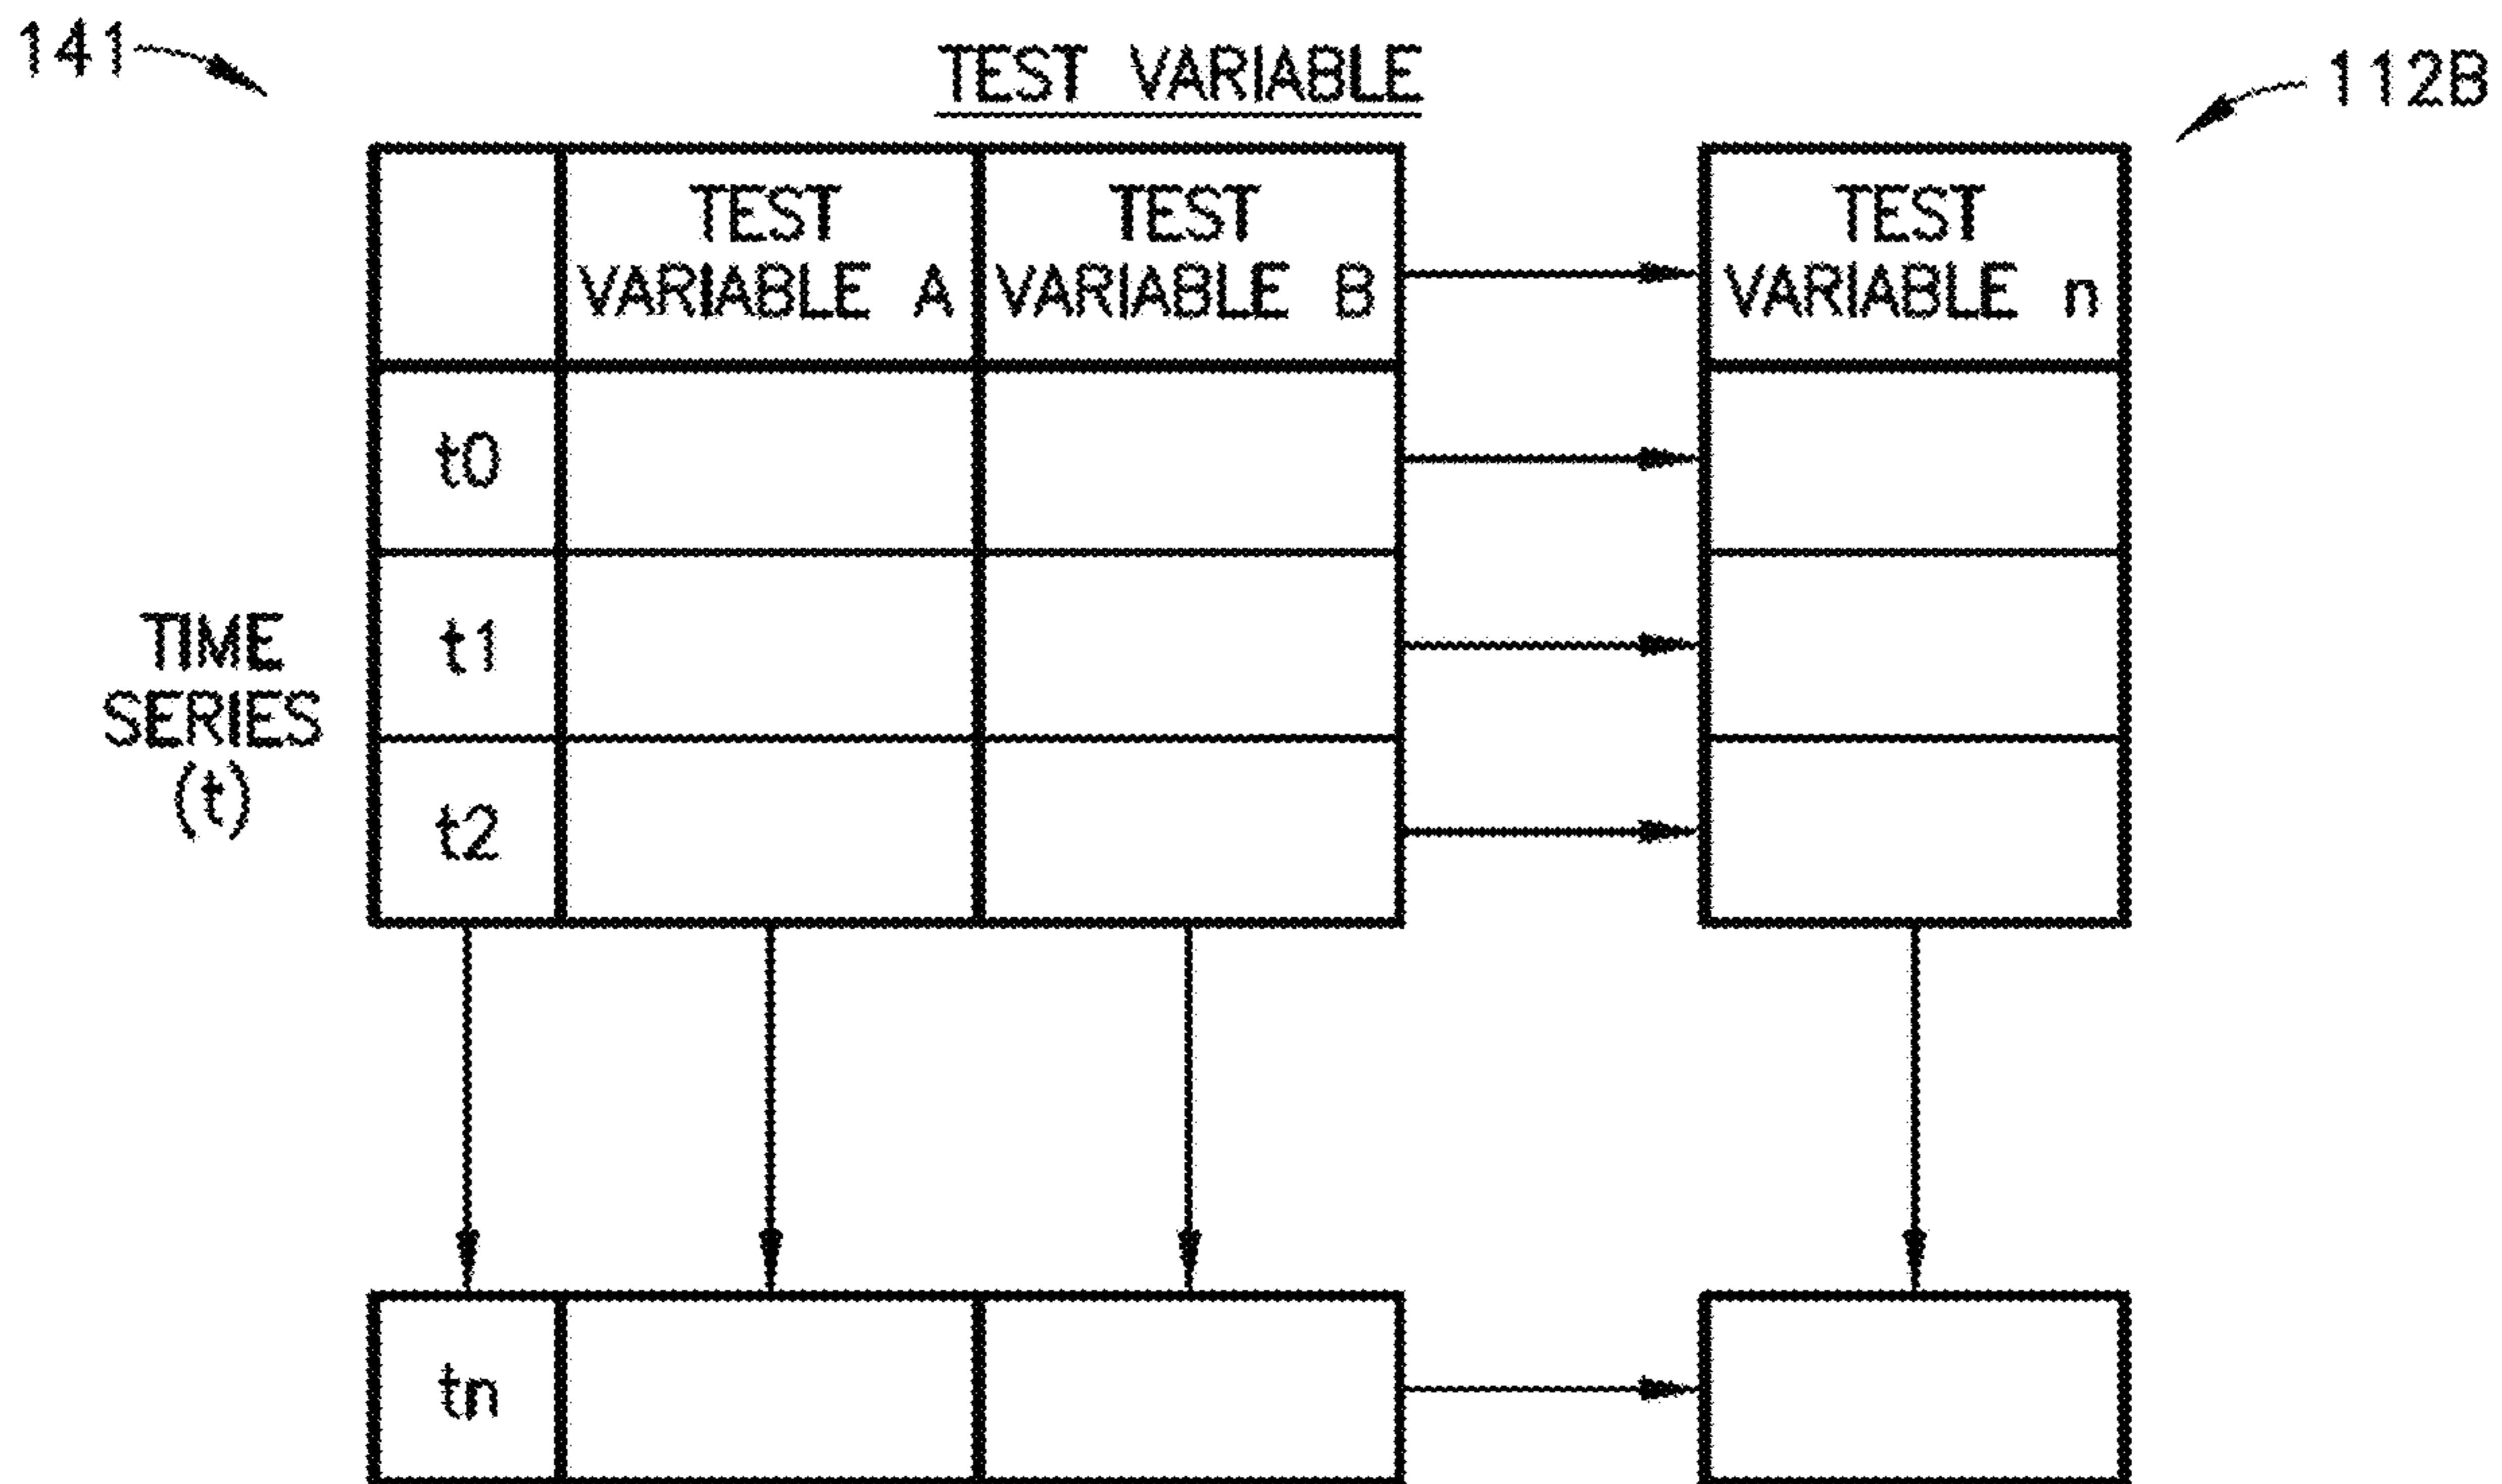 141
TEST VARIABLE
112B
TEST
VARIABLE A
TEST
VARIABLE B
TEST
VARIABLE n
t0
TIME
SERIES
(t)
t1
t2
tn